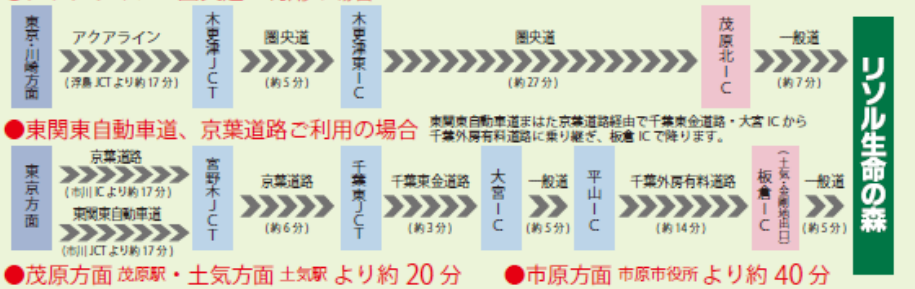 東京・川崎方面
アクアライン
(浮島JCTより約17分)
木更津JCT
圏央道
(約5分)
木更津東IC
圏央道
(約27分)
茂原北IC
一般道
(約7分)
リソル生命の森
●東関東自動車道、京葉道路ご利用の場合
東関東自動車道まはた京葉道路経由で千葉東金道路・大宮ICから
千葉外房有料道路に乗り継ぎ、板倉ICで降ります。
東京方面
京葉道路
(市川ICより約17分)
東関東自動車道
(市川JCTより約17分)
宮野木JCT
京葉道路
(約6分)
千葉東JCT
千葉東金道路
(約3分)
大宮IC
一般道
(約5分)
平山IC
千葉外房有料道路
(約14分)
板倉IC
(土気・金剛地出口)
一般道
(約5分)
●茂原方面 茂原駅・土気方面 土気駅 より約20分
●市原方面 市原市役所より約40分